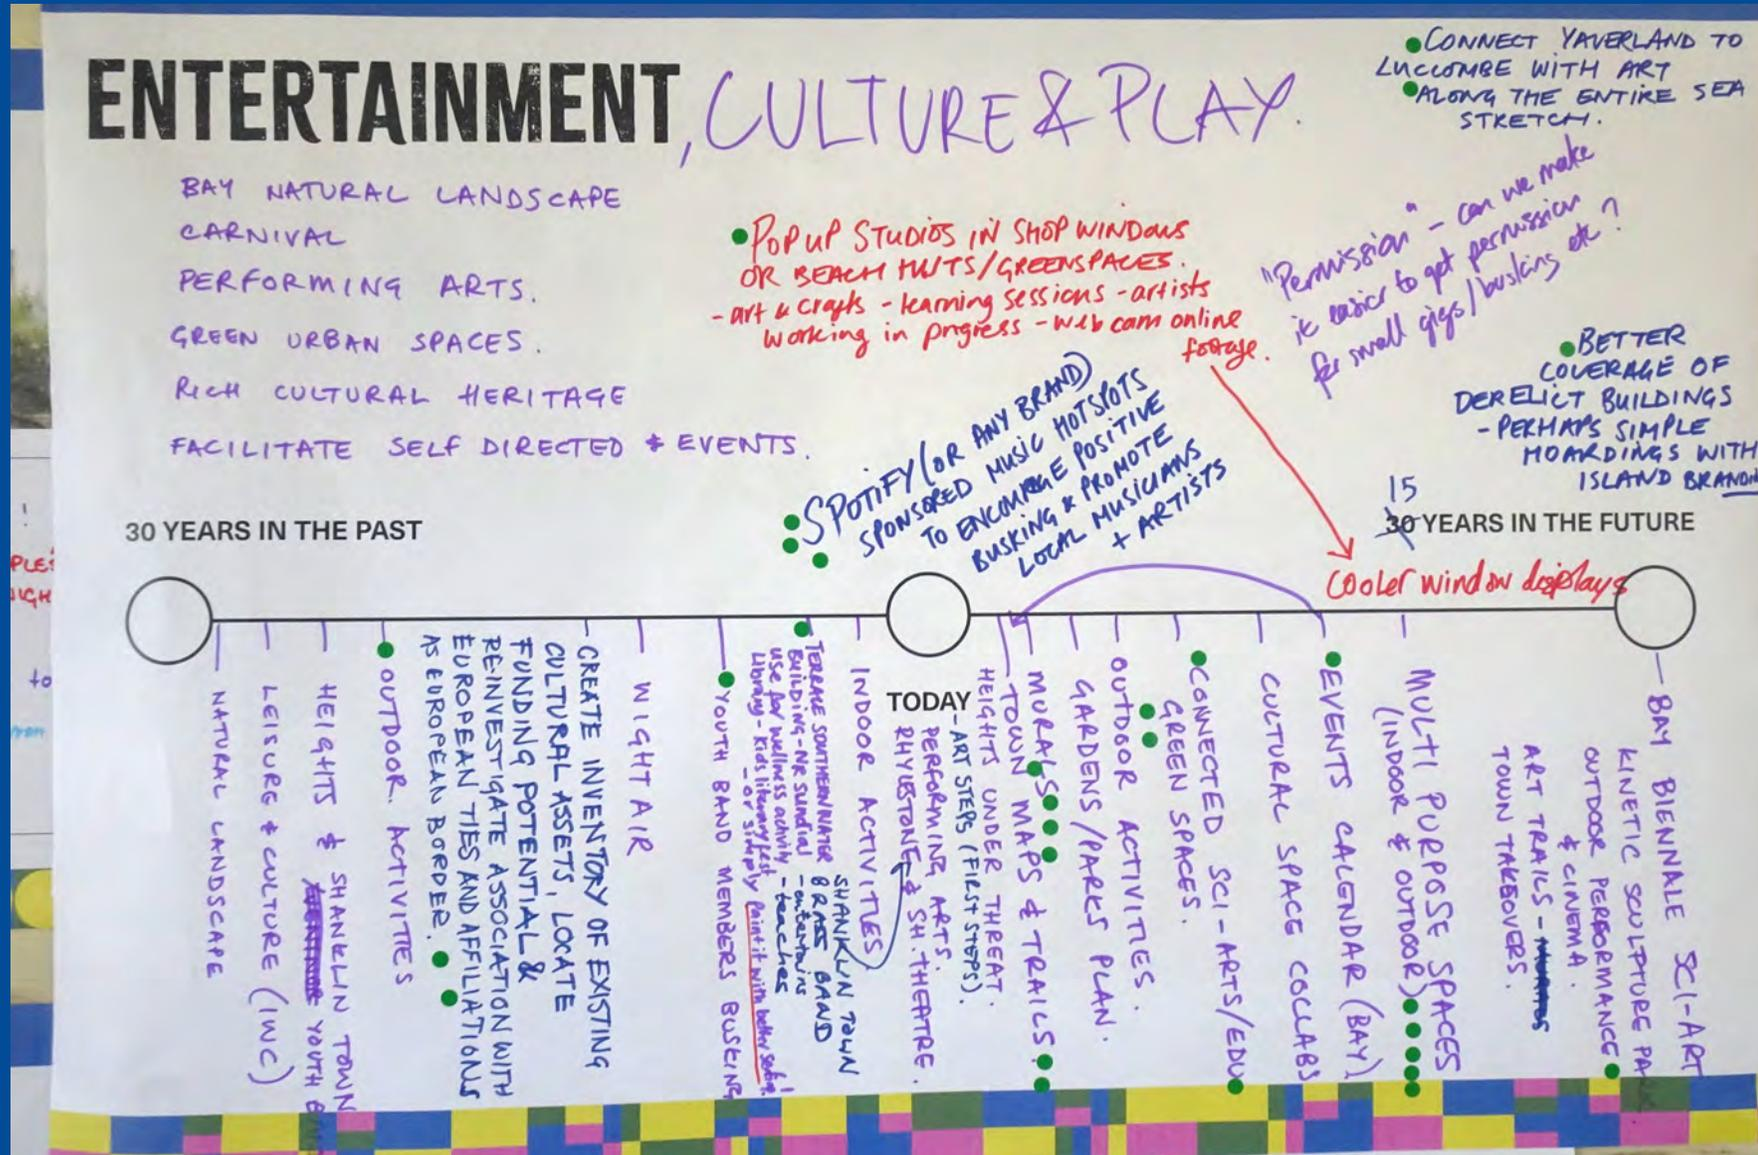 ENTERTAINMENT, CULTURE & PLAY.
CONNECT YAVERLAND TO
LUCCOMBE WITH ART
ALONG THE ENTIRE SEA
STRETCH.
BAY NATURAL LANDSCAPE
CARNIVAL
PERFORMING ARTS.
GREEN URBAN SPACES.
RICH CULTURAL HERITAGE
FACILITATE SELF DIRECTED & EVENTS.
POP UP STUDIOS IN SHOP WINDOWS
OR BEACH HUTS/GREENSPACES.
- art & crafts - learning sessions - artists
working in progress - web cam online
footage.
"Permission" - can we make
it easier to get permission
for small gigs/busking etc?
BETTER
COVERAGE OF
DERELICT BUILDINGS
- PERHAPS SIMPLE
HOARDINGS WITH
ISLAND BRANDIN
SPOTIFY (OR ANY BRAND)
SPONSORED MUSIC HOTSPOTS
TO ENCOURAGE POSITIVE
BUSKING & PROMOTE
LOCAL MUSICIANS
+ ARTISTS
30 YEARS IN THE PAST
15
30 YEARS IN THE FUTURE
cooler window displays
TODAY
NATURAL LANDSCAPE
LEISURE & CULTURE (INC)
HEIGHTS & SHANKLIN TOWN
YOUTH
OUTDOOR ACTIVITIES
CREATE INVENTORY OF EXISTING
CULTURAL ASSETS, LOCATE
FUNDING POTENTIAL &
RE-INVESTIGATE ASSOCIATION WITH
EUROPEAN TIES AND AFFILIATIONS
AS EUROPEAN BORDER.
WIGHT AIR
YOUTH BAND MEMBERS BUSKING
TERRACE SOUTHERN WATER
BUILDING - NR SUNDIAL
use for wellness activity
Library - kids literary fest
- or simply paint it with better
SHANKLIN TOWN
BRASS BAND
- entertains
- teaches
INDOOR ACTIVITIES
PERFORMING ARTS.
RHYLSTONE & SH. THEATRE.
- ART STEPS (FIRST STEPS).
HEIGHTS UNDER THREAT.
TOWN MAPS & TRAILS.
MURALS
GARDENS/PARKS PLAN.
OUTDOOR ACTIVITIES.
CONNECTED SCI-ARTS/EDU
GREEN SPACES.
CULTURAL SPACE COLLABS
EVENTS CALENDAR (BAY)
MULTI PURPOSE SPACES
(INDOOR & OUTDOOR)
ART TRAILS -
TOWN TAKEOVERS.
OUTDOOR PERFORMANCE
& CINEMA.
BAY BIENNALE SCI-ART
KINETIC SCULPTURE PA
PLE
IGH
to